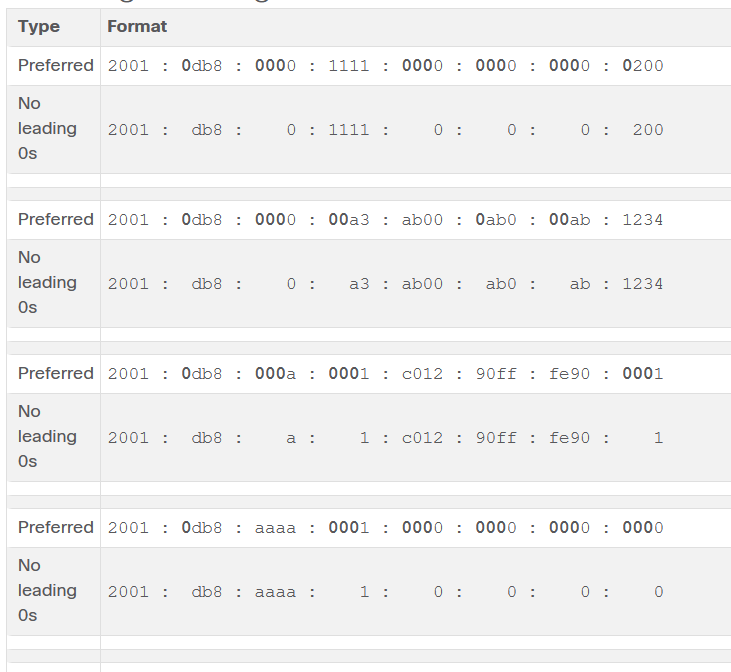 Type Format
Preferred 2001 : 0db8 : 0000 : 1111 : 0000 : 0000 : 0000 : 0200
No
leading 2001 : db8 : 0 : 1111 : 0 : 0 : 0 : 200
0s
Preferred 2001 : 0db8 : 0000 : 00a3 : ab00 : 0ab0 : 00ab : 1234
No
leading 2001 : db8 : 0 : a3 : ab00 : ab0 : ab : 1234
0s
Preferred 2001 : 0db8 : 000a : 0001 : c012 : 90ff : fe90 : 0001
No
leading 2001 : db8 : a : 1 : c012 : 90ff : fe90 : 1
0s
Preferred 2001 : 0db8 : aaaa : 0001 : 0000 : 0000 : 0000 : 0000
No
leading 2001 : db8 : aaaa : 1 : 0 : 0 : 0 : 0
0s